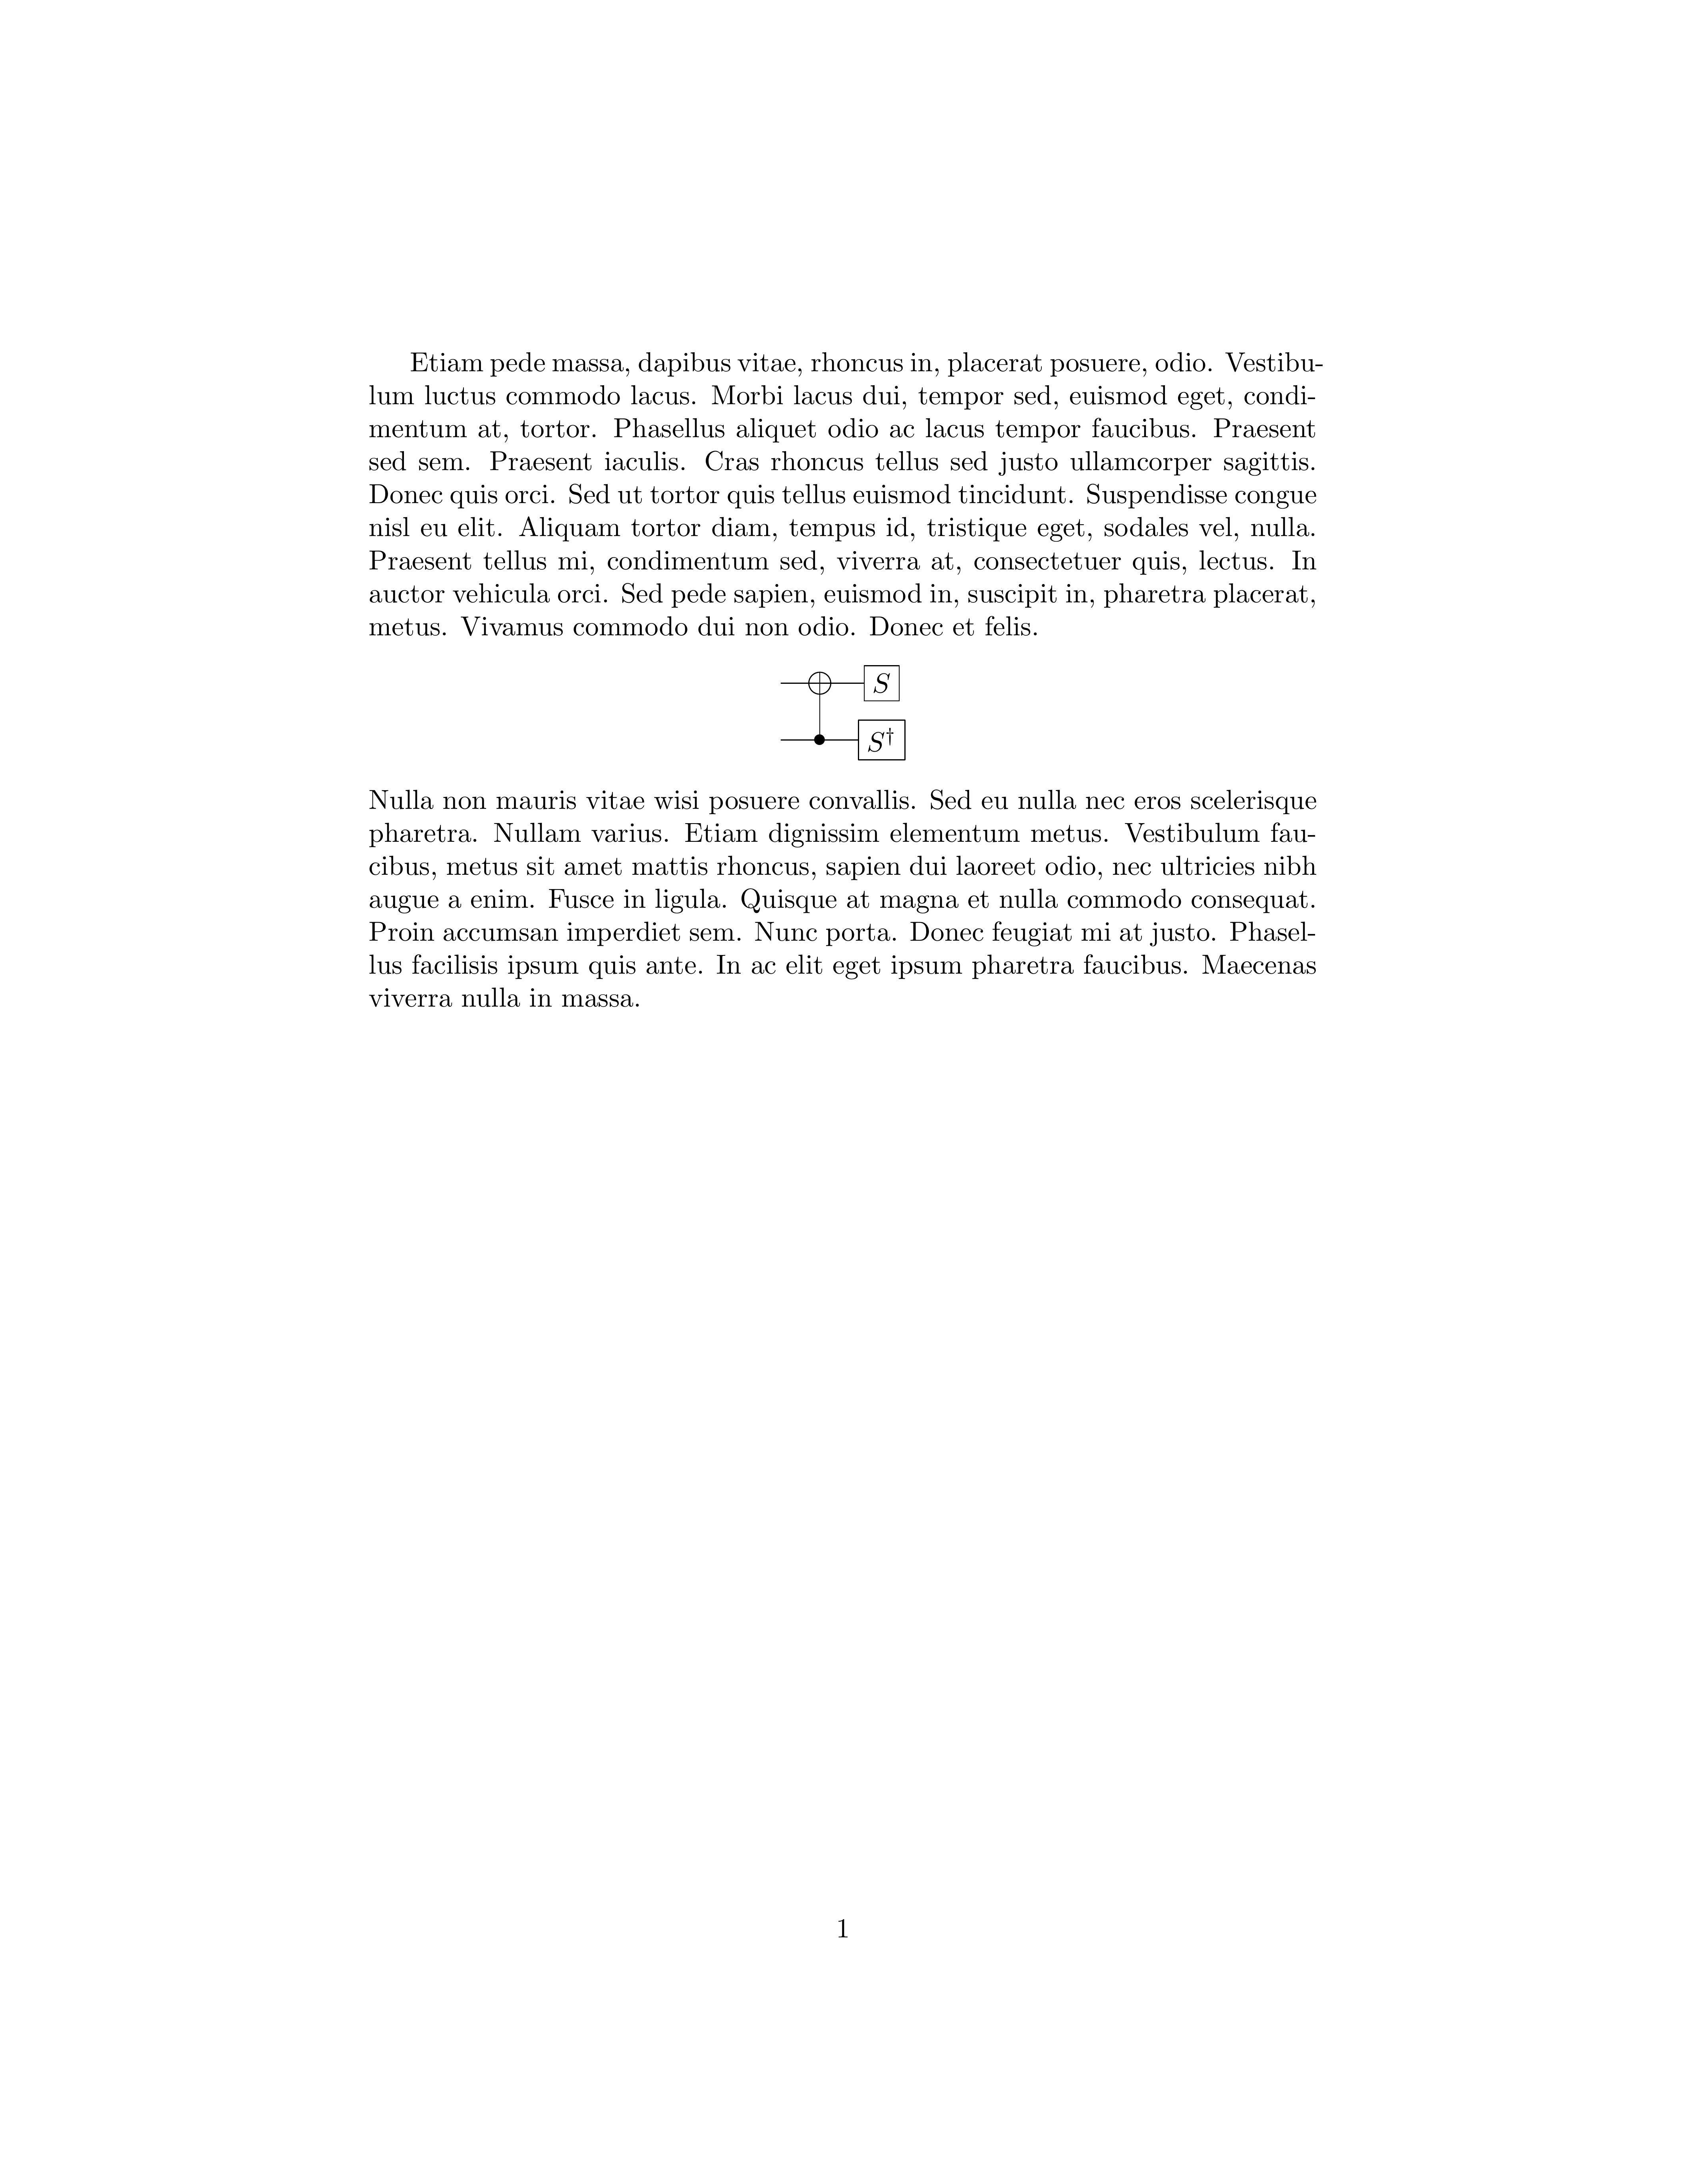 Etiam pede massa, dapibus vitae, rhoncus in, placerat posuere, odio. Vestibu-
lum luctus commodo lacus. Morbi lacus dui, tempor sed, euismod eget, condi-
mentum at, tortor. Phasellus aliquet odio ac lacus tempor faucibus. Praesent
sed sem. Praesent iaculis. Cras rhoncus tellus sed justo ullamcorper sagittis.
Donec quis orci. Sed ut tortor quis tellus euismod tincidunt. Suspendisse congue
nisl eu elit. Aliquam tortor diam, tempus id, tristique eget, sodales vel, nulla.
Praesent tellus mi, condimentum sed, viverra at, consectetuer quis, lectus. In
auctor vehicula orci. Sed pede sapien, euismod in, suscipit in, pharetra placerat,
metus. Vivamus commodo dui non odio. Donec et felis.
S
S†
Nulla non mauris vitae wisi posuere convallis. Sed eu nulla nec eros scelerisque
pharetra. Nullam varius. Etiam dignissim elementum metus. Vestibulum fau-
cibus, metus sit amet mattis rhoncus, sapien dui laoreet odio, nec ultricies nibh
augue a enim. Fusce in ligula. Quisque at magna et nulla commodo consequat.
Proin accumsan imperdiet sem. Nunc porta. Donec feugiat mi at justo. Phasel-
lus facilisis ipsum quis ante. In ac elit eget ipsum pharetra faucibus. Maecenas
viverra nulla in massa.
1